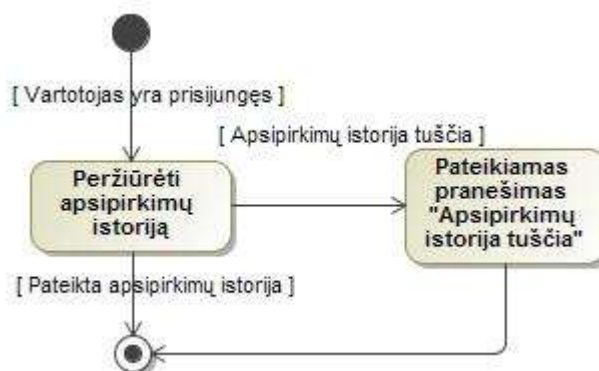 [ Vartotojas yra prisijungęs ]
[ Apsipirkimų istorija tuščia ]
Peržiūrėti
apsipirkimų
istoriją
Pateikiamas
pranešimas
"Apsipirkimų
istorija tuščia"
[ Pateikta apsipirkimų istorija ]